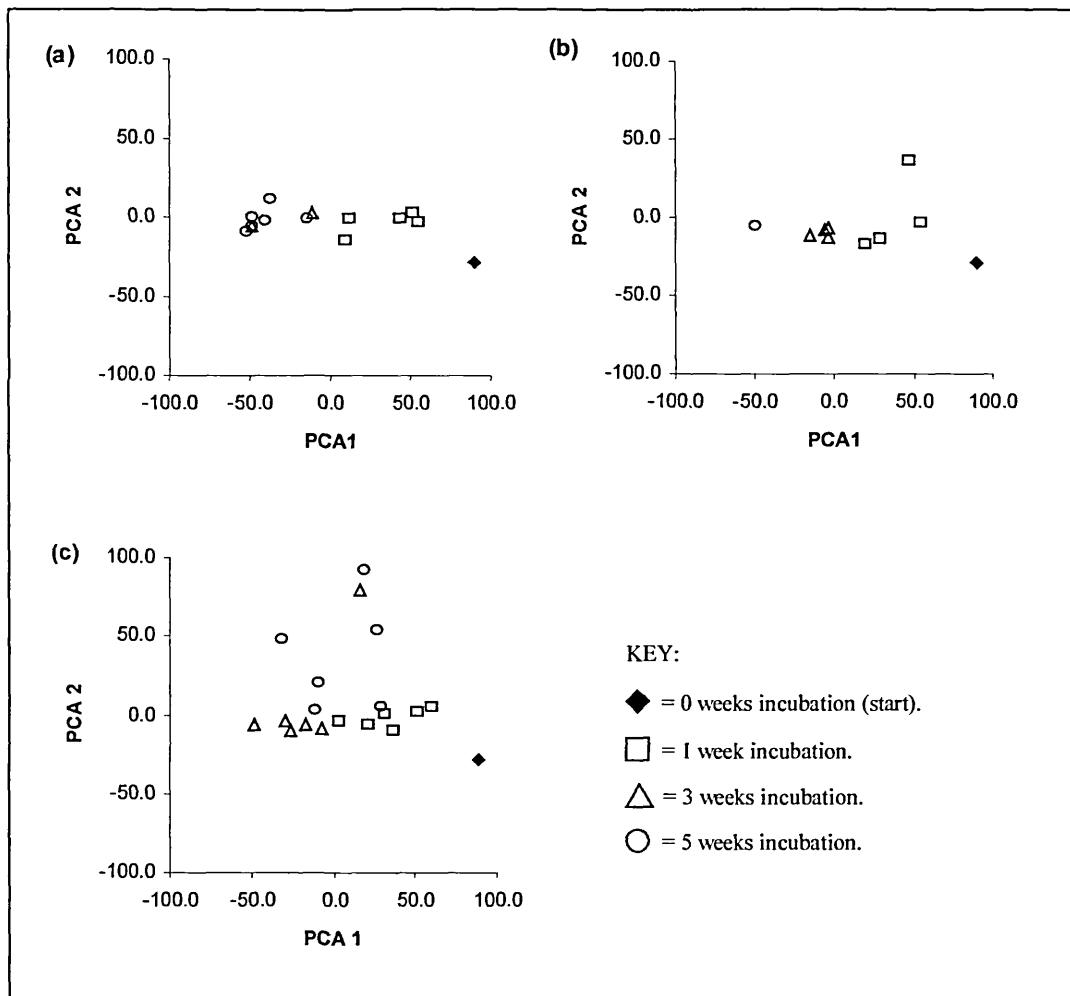 (a)
100.0
50.0
0.0
-50.0
-100.0
PCA 2
-100.0 -50.0 0.0 50.0 100.0
PCA1
(b)
100.0
50.0
0.0
-50.0
-100.0
PCA 2
-100.0 -50.0 0.0 50.0 100.0
PCA1
(c)
100.0
50.0
0.0
-50.0
-100.0
PCA 2
-100.0 -50.0 0.0 50.0 100.0
PCA 1
KEY:
= 0 weeks incubation (start).
= 1 week incubation.
= 3 weeks incubation.
= 5 weeks incubation.